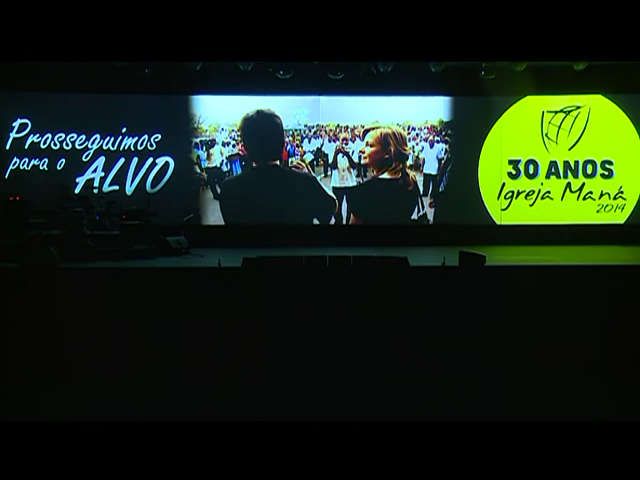 Prosseguimos
para o ALVO
30 ANOS
Igreja Maná
2014